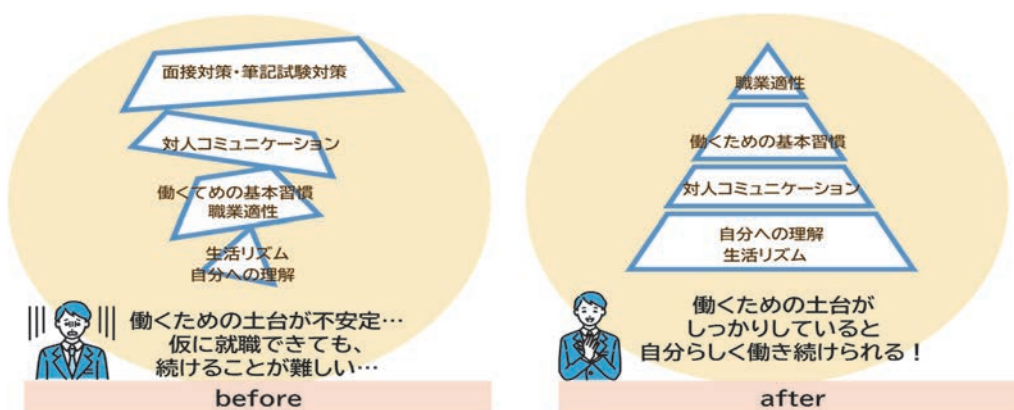 面接対策・筆記試験対策
対人コミュニケーション
働くてめの基本習慣
職業適性
生活リズム
自分への理解
働くための土台が不安定…
仮に就職できても、
続けることが難しい…
before
職業適性
働くための基本習慣
対人コミュニケーション
自分への理解
生活リズム
働くための土台が
しっかりしていると
自分らしく働き続けられる！
after